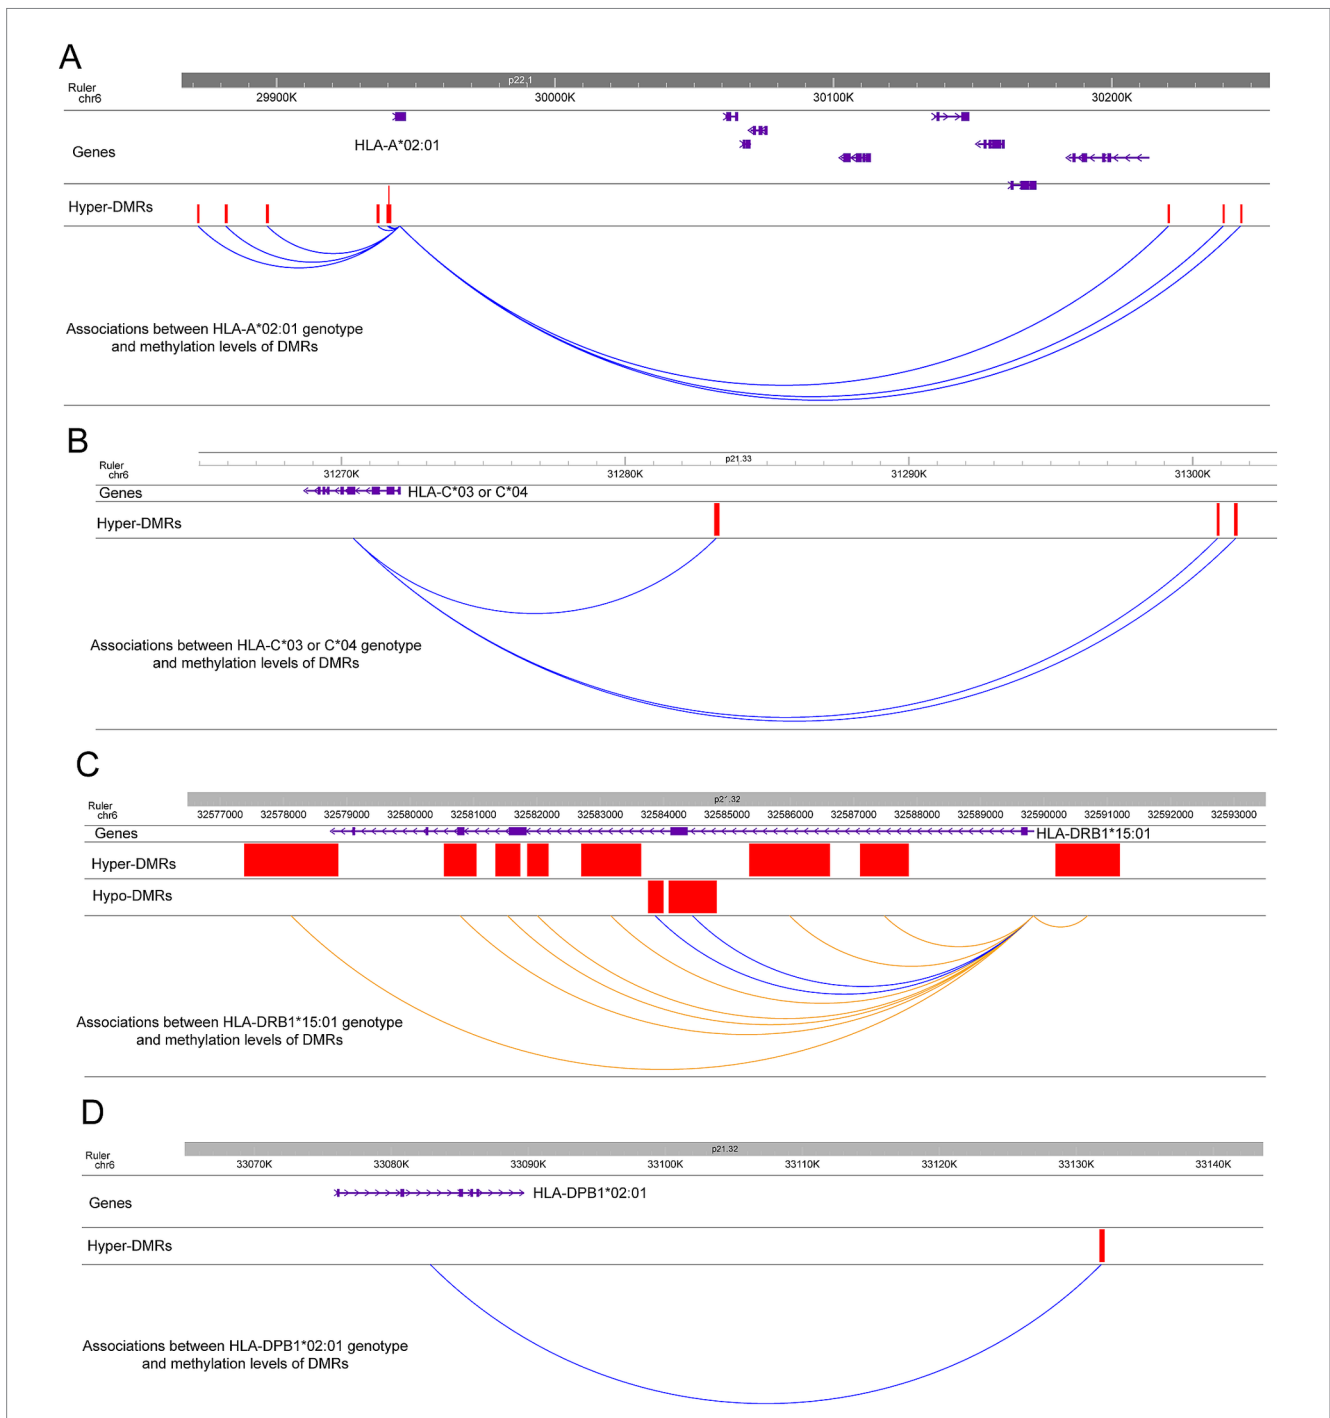 A
Ruler
chr6
p22.1
29900K 30000K 30100K 30200K
Genes
HLA-A*02:01
Hyper-DMRs
Associations between HLA-A*02:01 genotype
and methylation levels of DMRs
B
Ruler
chr6
p21.33
31270K 31280K 31290K 31300K
Genes
HLA-C*03 or C*04
Hyper-DMRs
Associations between HLA-C*03 or C*04 genotype
and methylation levels of DMRs
C
Ruler
chr6
p21.32
32577000 32578000 32579000 32580000 32581000 32582000 32583000 32584000 32585000 32586000 32587000 32588000 32589000 32590000 32591000 32592000 32593000
Genes
HLA-DRB1*15:01
Hyper-DMRs
Hypo-DMRs
Associations between HLA-DRB1*15:01 genotype
and methylation levels of DMRs
D
Ruler
chr6
p21.32
33070K 33080K 33090K 33100K 33110K 33120K 33130K 33140K
Genes
HLA-DPB1*02:01
Hyper-DMRs
Associations between HLA-DPB1*02:01 genotype
and methylation levels of DMRs